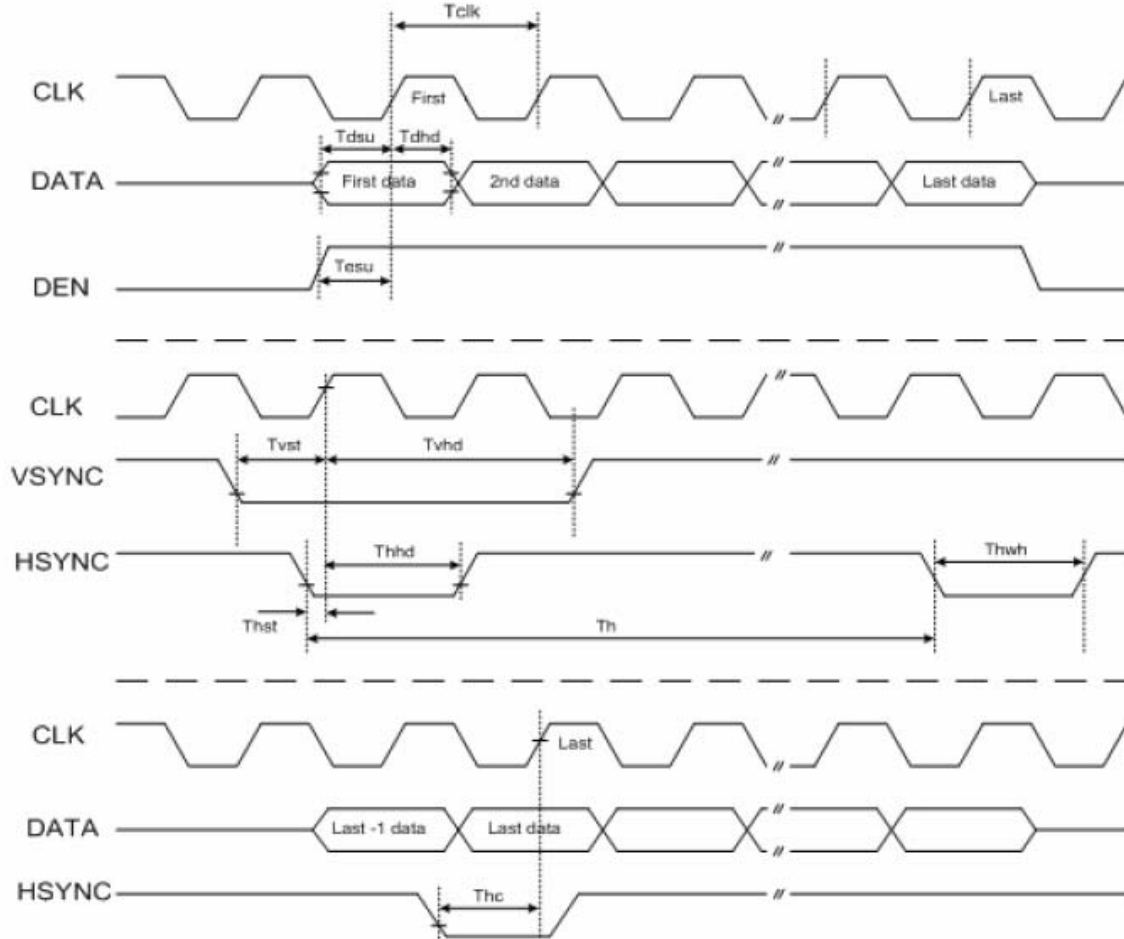 Tclk
CLK First Last
Tdsu Tdhd
DATA First data 2nd data Last data
Tesu
DEN
CLK
Tvst Tvhd
VSYNC
HSYNC Thhd Thwh
Thst Th
CLK Last
DATA Last -1 data Last data
HSYNC Thc